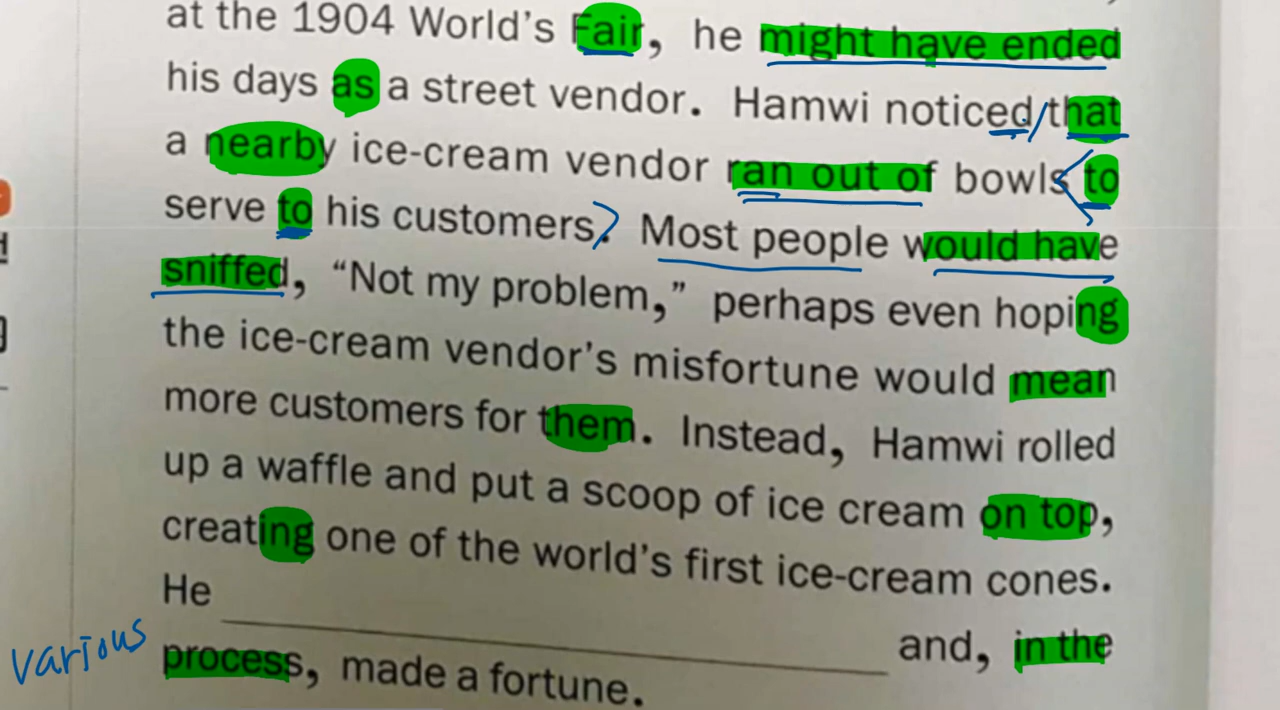 at the 1904 World's Fair, he might have ended
his days as a street vendor. Hamwi noticed/that
a nearby ice-cream vendor ran out of bowls<to
serve to his customers>. Most people would have
sniffed, “Not my problem,” perhaps even hoping
the ice-cream vendor's misfortune would mean
more customers for them. Instead, Hamwi rolled
up a waffle and put a scoop of ice cream on top,
creating one of the world's first ice-cream cones.
He ____________ and, in the
various
process, made a fortune.